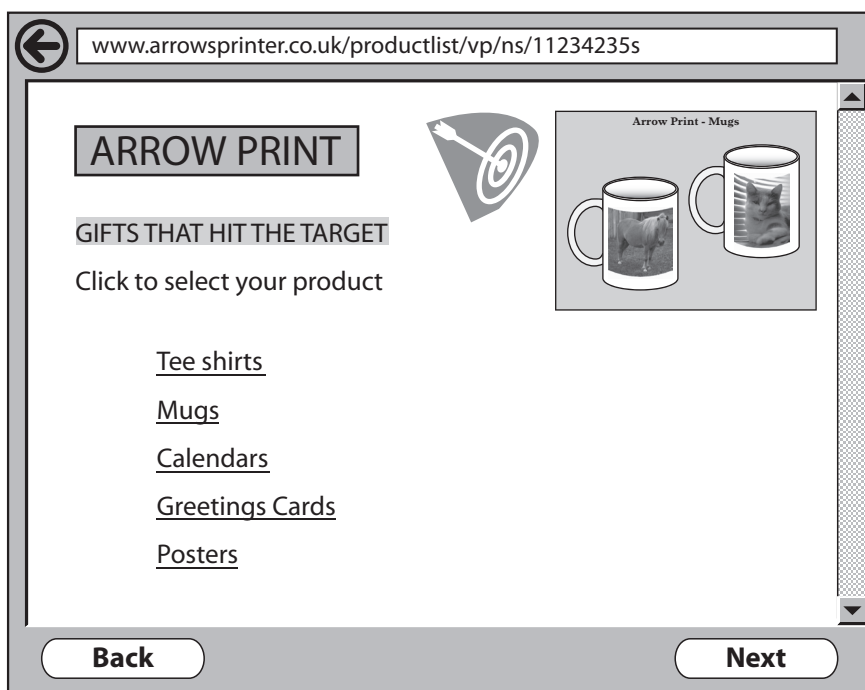 www.arrowsprinter.co.uk/productlist/vp/ns/11234235s
ARROW PRINT
Arrow Print - Mugs
GIFTS THAT HIT THE TARGET
Click to select your product
Tee shirts
Mugs
Calendars
Greetings Cards
Posters
Back
Next